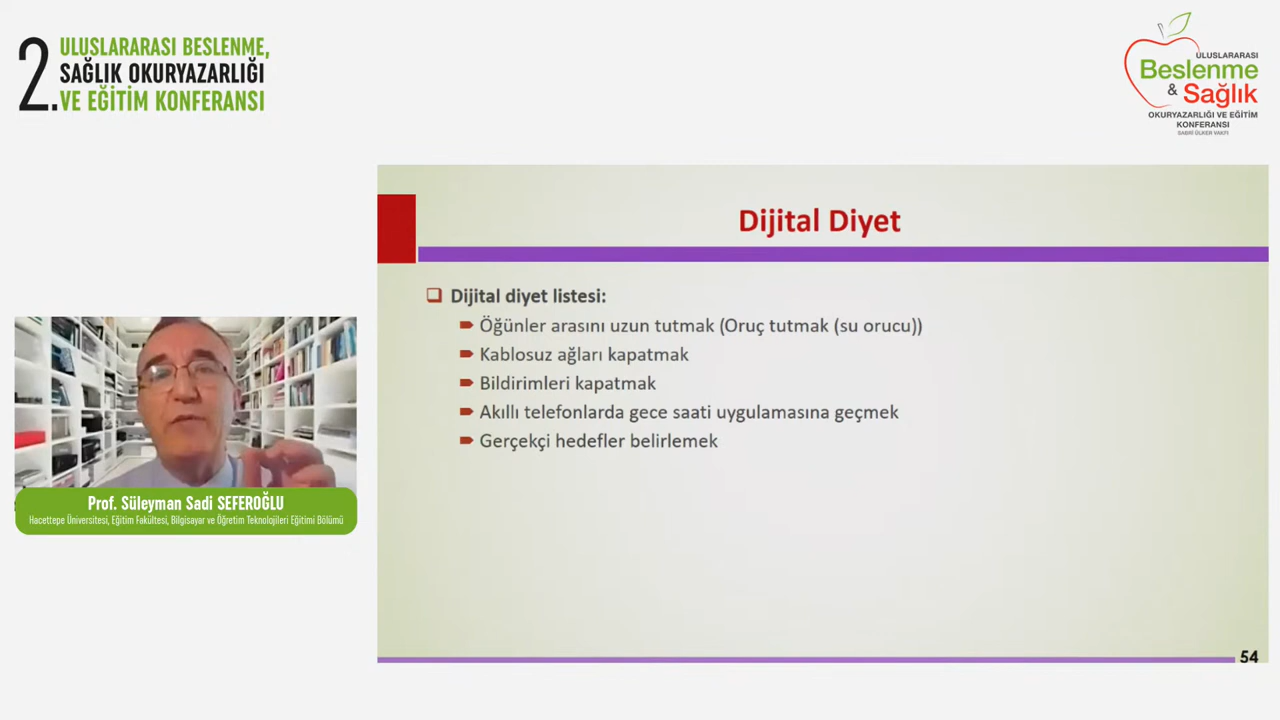 2.
ULUSLARARASI BESLENME,
SAĞLIK OKURYAZARLIĞI
VE EĞİTİM KONFERANSI
ULUSLARARASI
Beslenme
& Sağlık
OKURYAZARLIĞI VE EĞİTİM
KONFERANSI
SABRİ ÜLKER VAKFI
Dijital Diyet
Dijital diyet listesi:
Öğünler arasını uzun tutmak (Oruç tutmak (su orucu))
Kablosuz ağları kapatmak
Bildirimleri kapatmak
Akıllı telefonlarda gece saati uygulamasına geçmek
Gerçekçi hedefler belirlemek
Prof. Süleyman Sadi SEFEROĞLU
Hacettepe Üniversitesi, Eğitim Fakültesi, Bilgisayar ve Öğretim Teknolojileri Eğitimi Bölümü
54